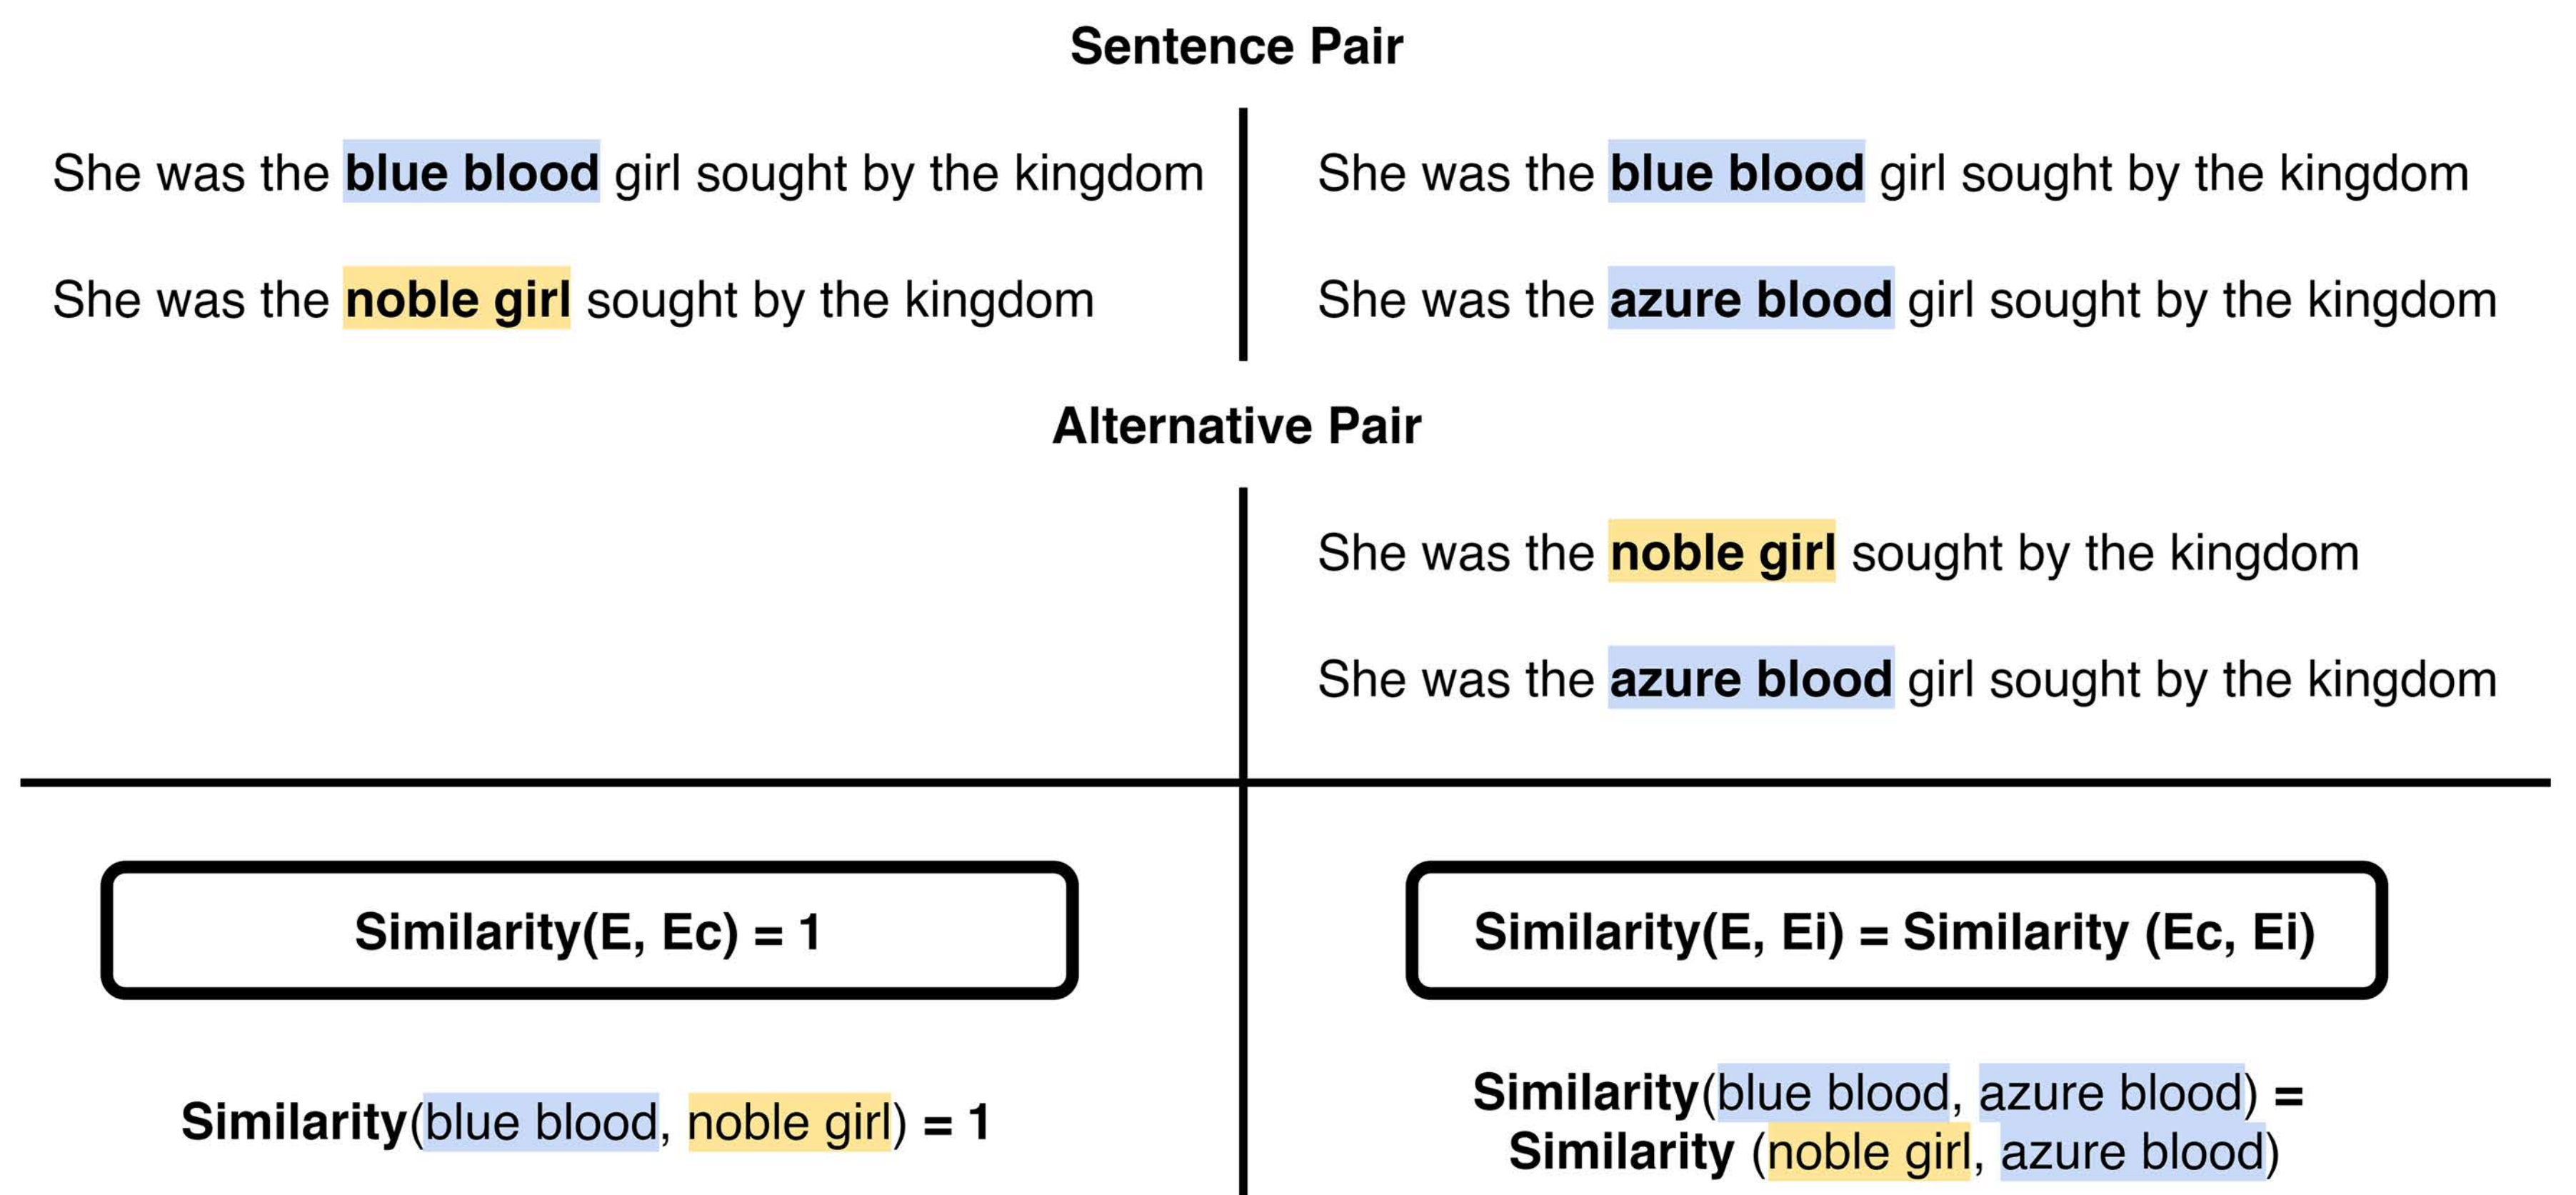 Sentence Pair
She was the blue blood girl sought by the kingdom
She was the noble girl sought by the kingdom
She was the blue blood girl sought by the kingdom
She was the azure blood girl sought by the kingdom
Alternative Pair
She was the noble girl sought by the kingdom
She was the azure blood girl sought by the kingdom
Similarity(E, Ec) = 1
Similarity(blue blood, noble girl) = 1
Similarity(E, Ei) = Similarity (Ec, Ei)
Similarity(blue blood, azure blood) =
Similarity (noble girl, azure blood)